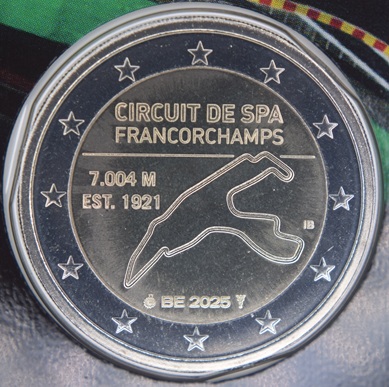 CIRCUIT DE SPA
FRANCORCHAMPS
7.004 M
EST. 1921
IB
BE 2025